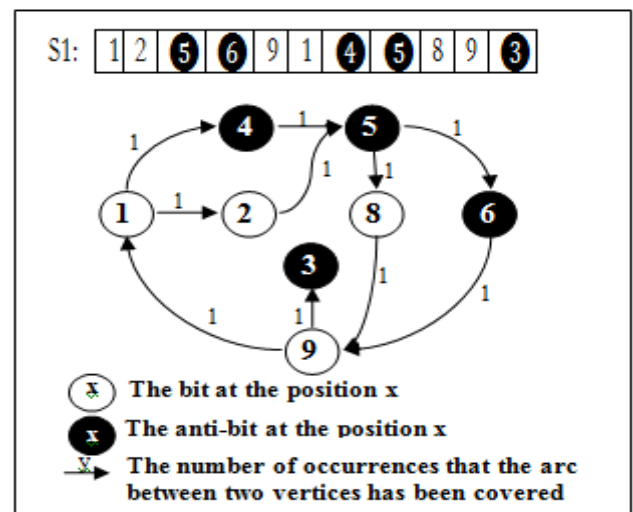 S1: 1 2 5 6 9 1 4 5 8 9 3
4 1 5 1
1 1 1
1 1 2 8 6
3 1
1 1 1
9
x The bit at the position x
x The anti-bit at the position x
y The number of occurrences that the arc
between two vertices has been covered